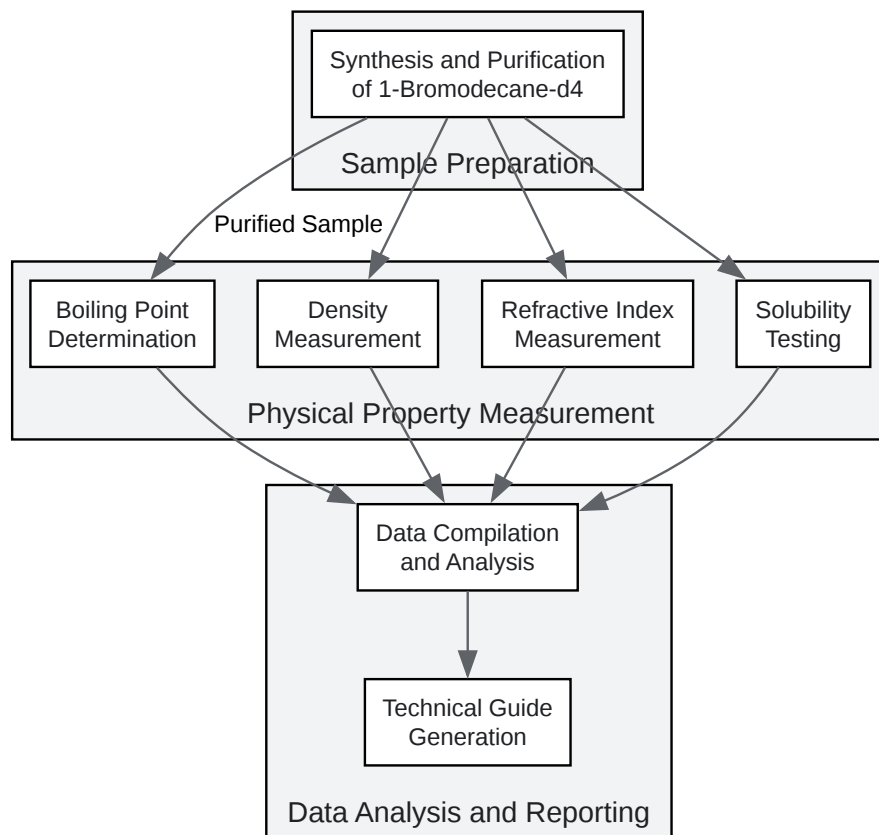 Synthesis and Purification
of 1-Bromodecane-d4
Sample Preparation
Purified Sample
Boiling Point
Determination
Density
Measurement
Refractive Index
Measurement
Solubility
Testing
Physical Property Measurement
Data Compilation
and Analysis
Technical Guide
Generation
Data Analysis and Reporting